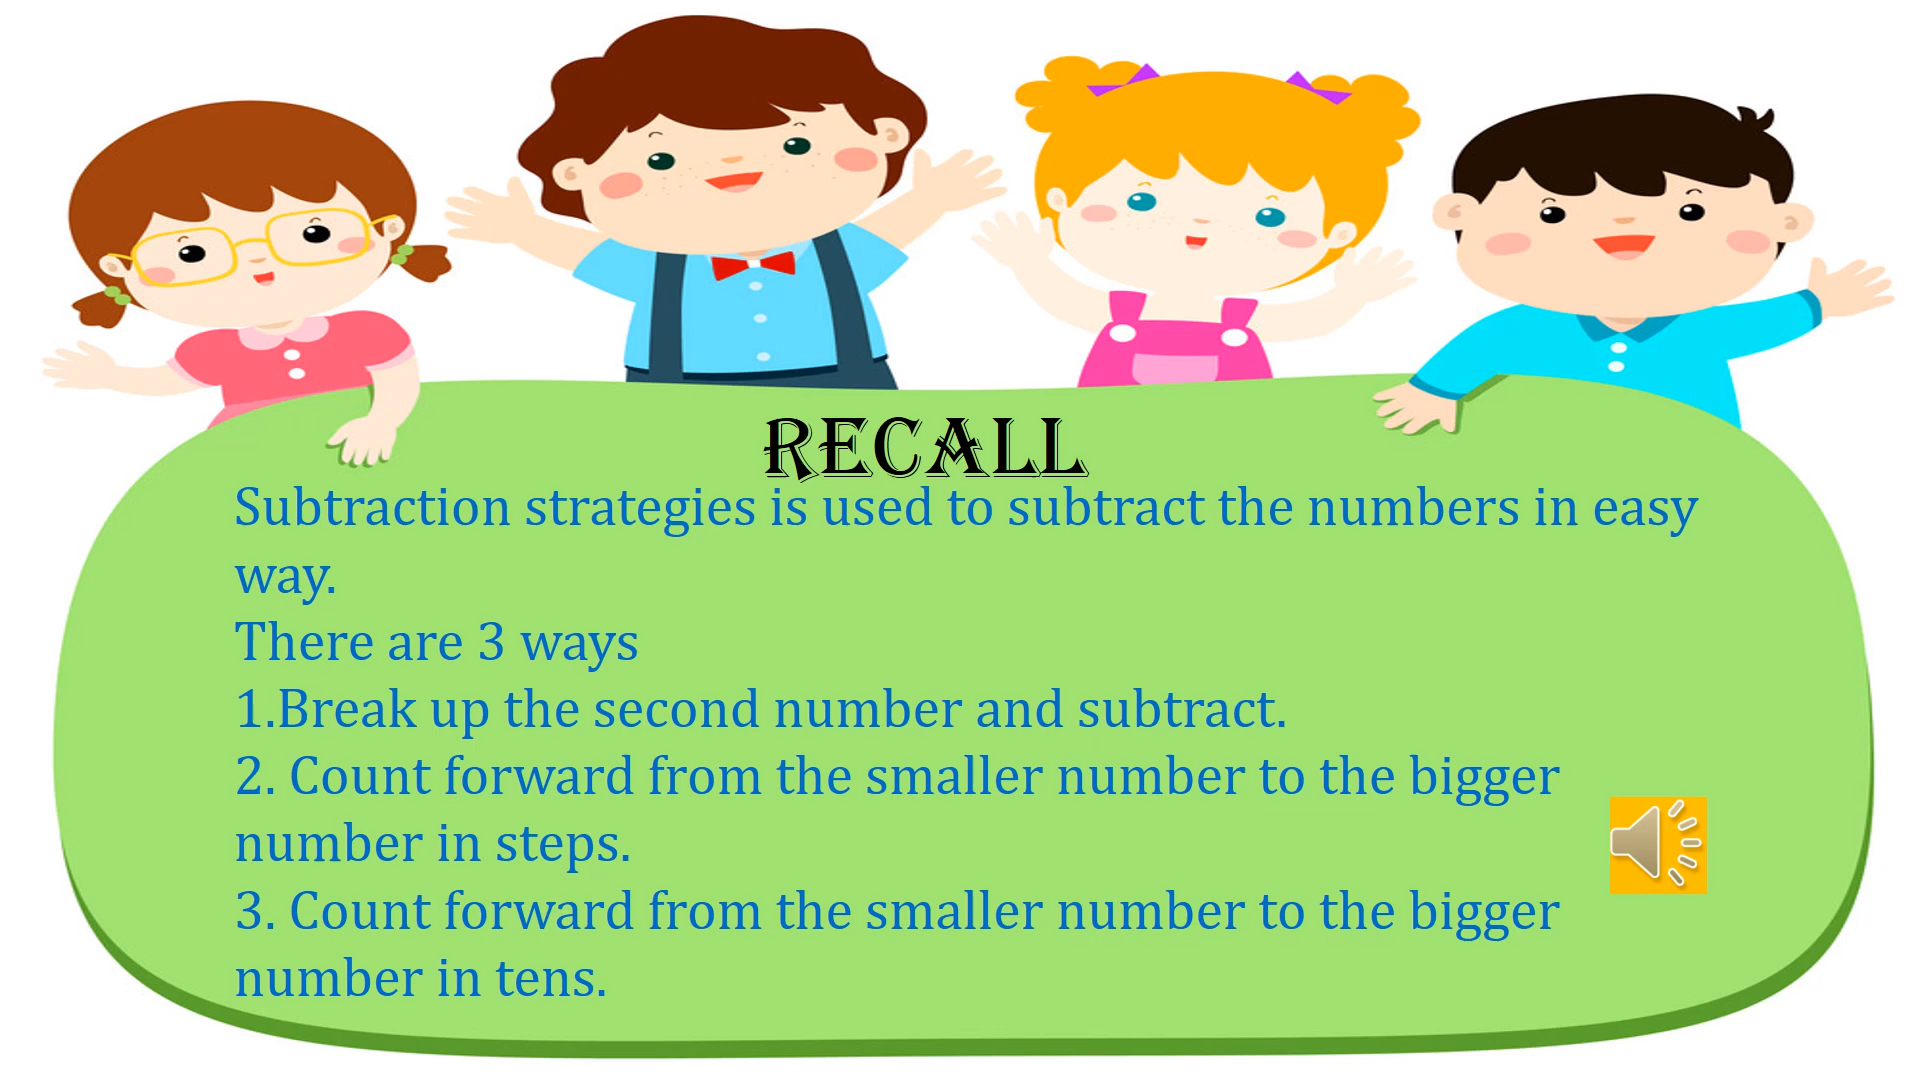 RECALL
Subtraction strategies is used to subtract the numbers in easy
way.
There are 3 ways
1.Break up the second number and subtract.
2. Count forward from the smaller number to the bigger
number in steps.
3. Count forward from the smaller number to the bigger
number in tens.